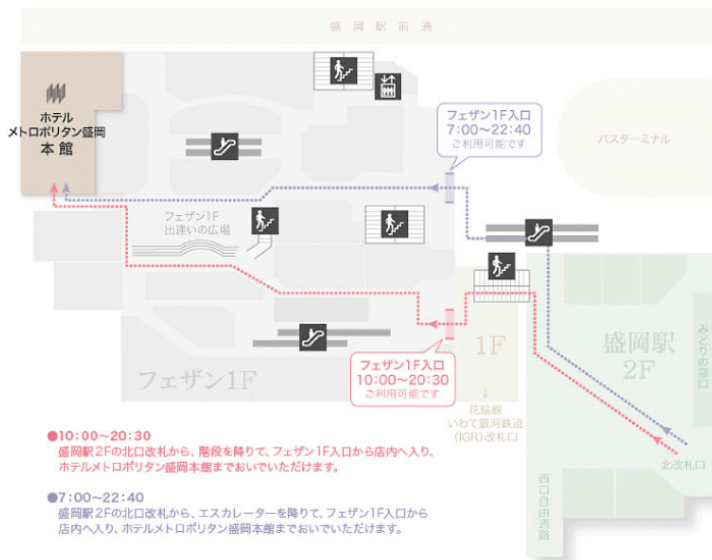 盛岡駅前通
ホテル
メトロポリタン盛岡
本館
フェザン1F入口
7:00〜22:40
ご利用可能です
バスターミナル
フェザン1F
出逢いの広場
盛岡駅
2F
みどりの窓口
1F
フェザン1F
フェザン1F入口
10:00〜20:30
ご利用可能です
↓
花輪線
いわて銀河鉄道
(IGR)改札口
北改札口
西口自由通路
●10:00〜20:30
盛岡駅2Fの北口改札から、階段を降りて、フェザン1F入口から店内へ入り、
ホテルメトロポリタン盛岡本館までおいでいただけます。
●7:00〜22:40
盛岡駅2Fの北口改札から、エスカレーターを降りて、フェザン1F入口から
店内へ入り、ホテルメトロポリタン盛岡本館までおいでいただけます。